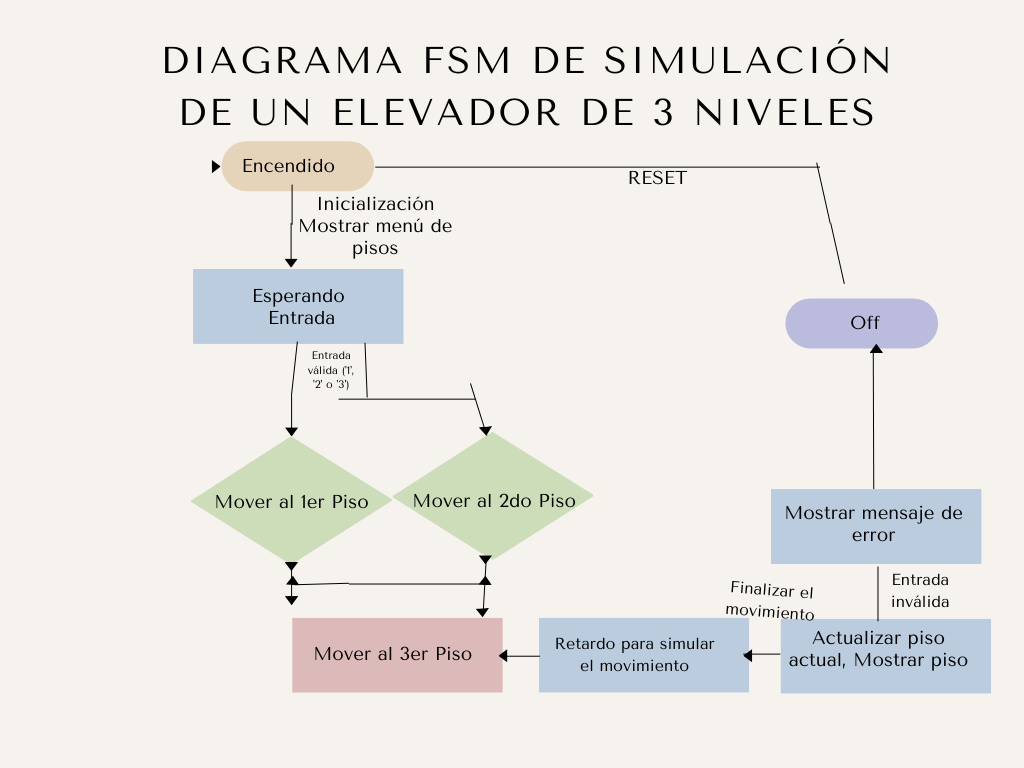 DIAGRAMA FSM DE SIMULACIÓN
DE UN ELEVADOR DE 3 NIVELES
Encendido
RESET
Inicialización
Mostrar menú de
pisos
Esperando
Entrada
Off
Entrada
válida ('1',
'2' o '3')
Mover al 1er Piso
Mover al 2do Piso
Mostrar mensaje de
error
Entrada
inválida
Finalizar el
movimiento
Mover al 3er Piso
Retardo para simular
el movimiento
Actualizar piso
actual, Mostrar piso